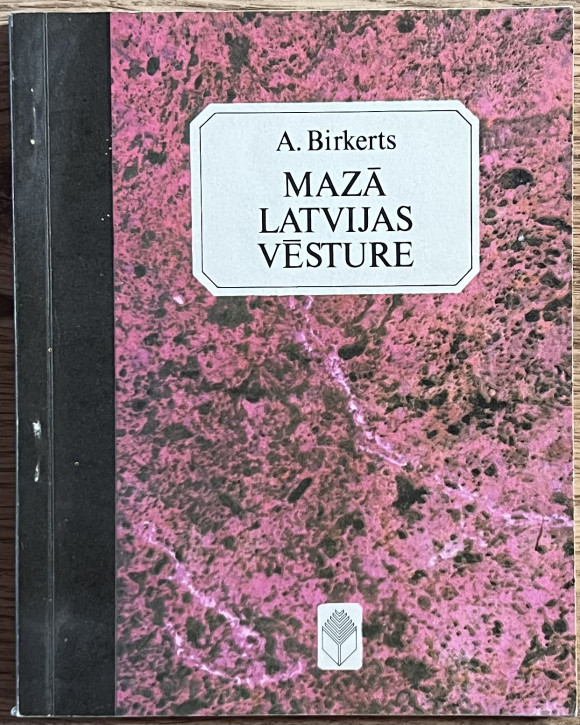 A. Birkerts
MAZĀ
LATVIJAS
VĒSTURE